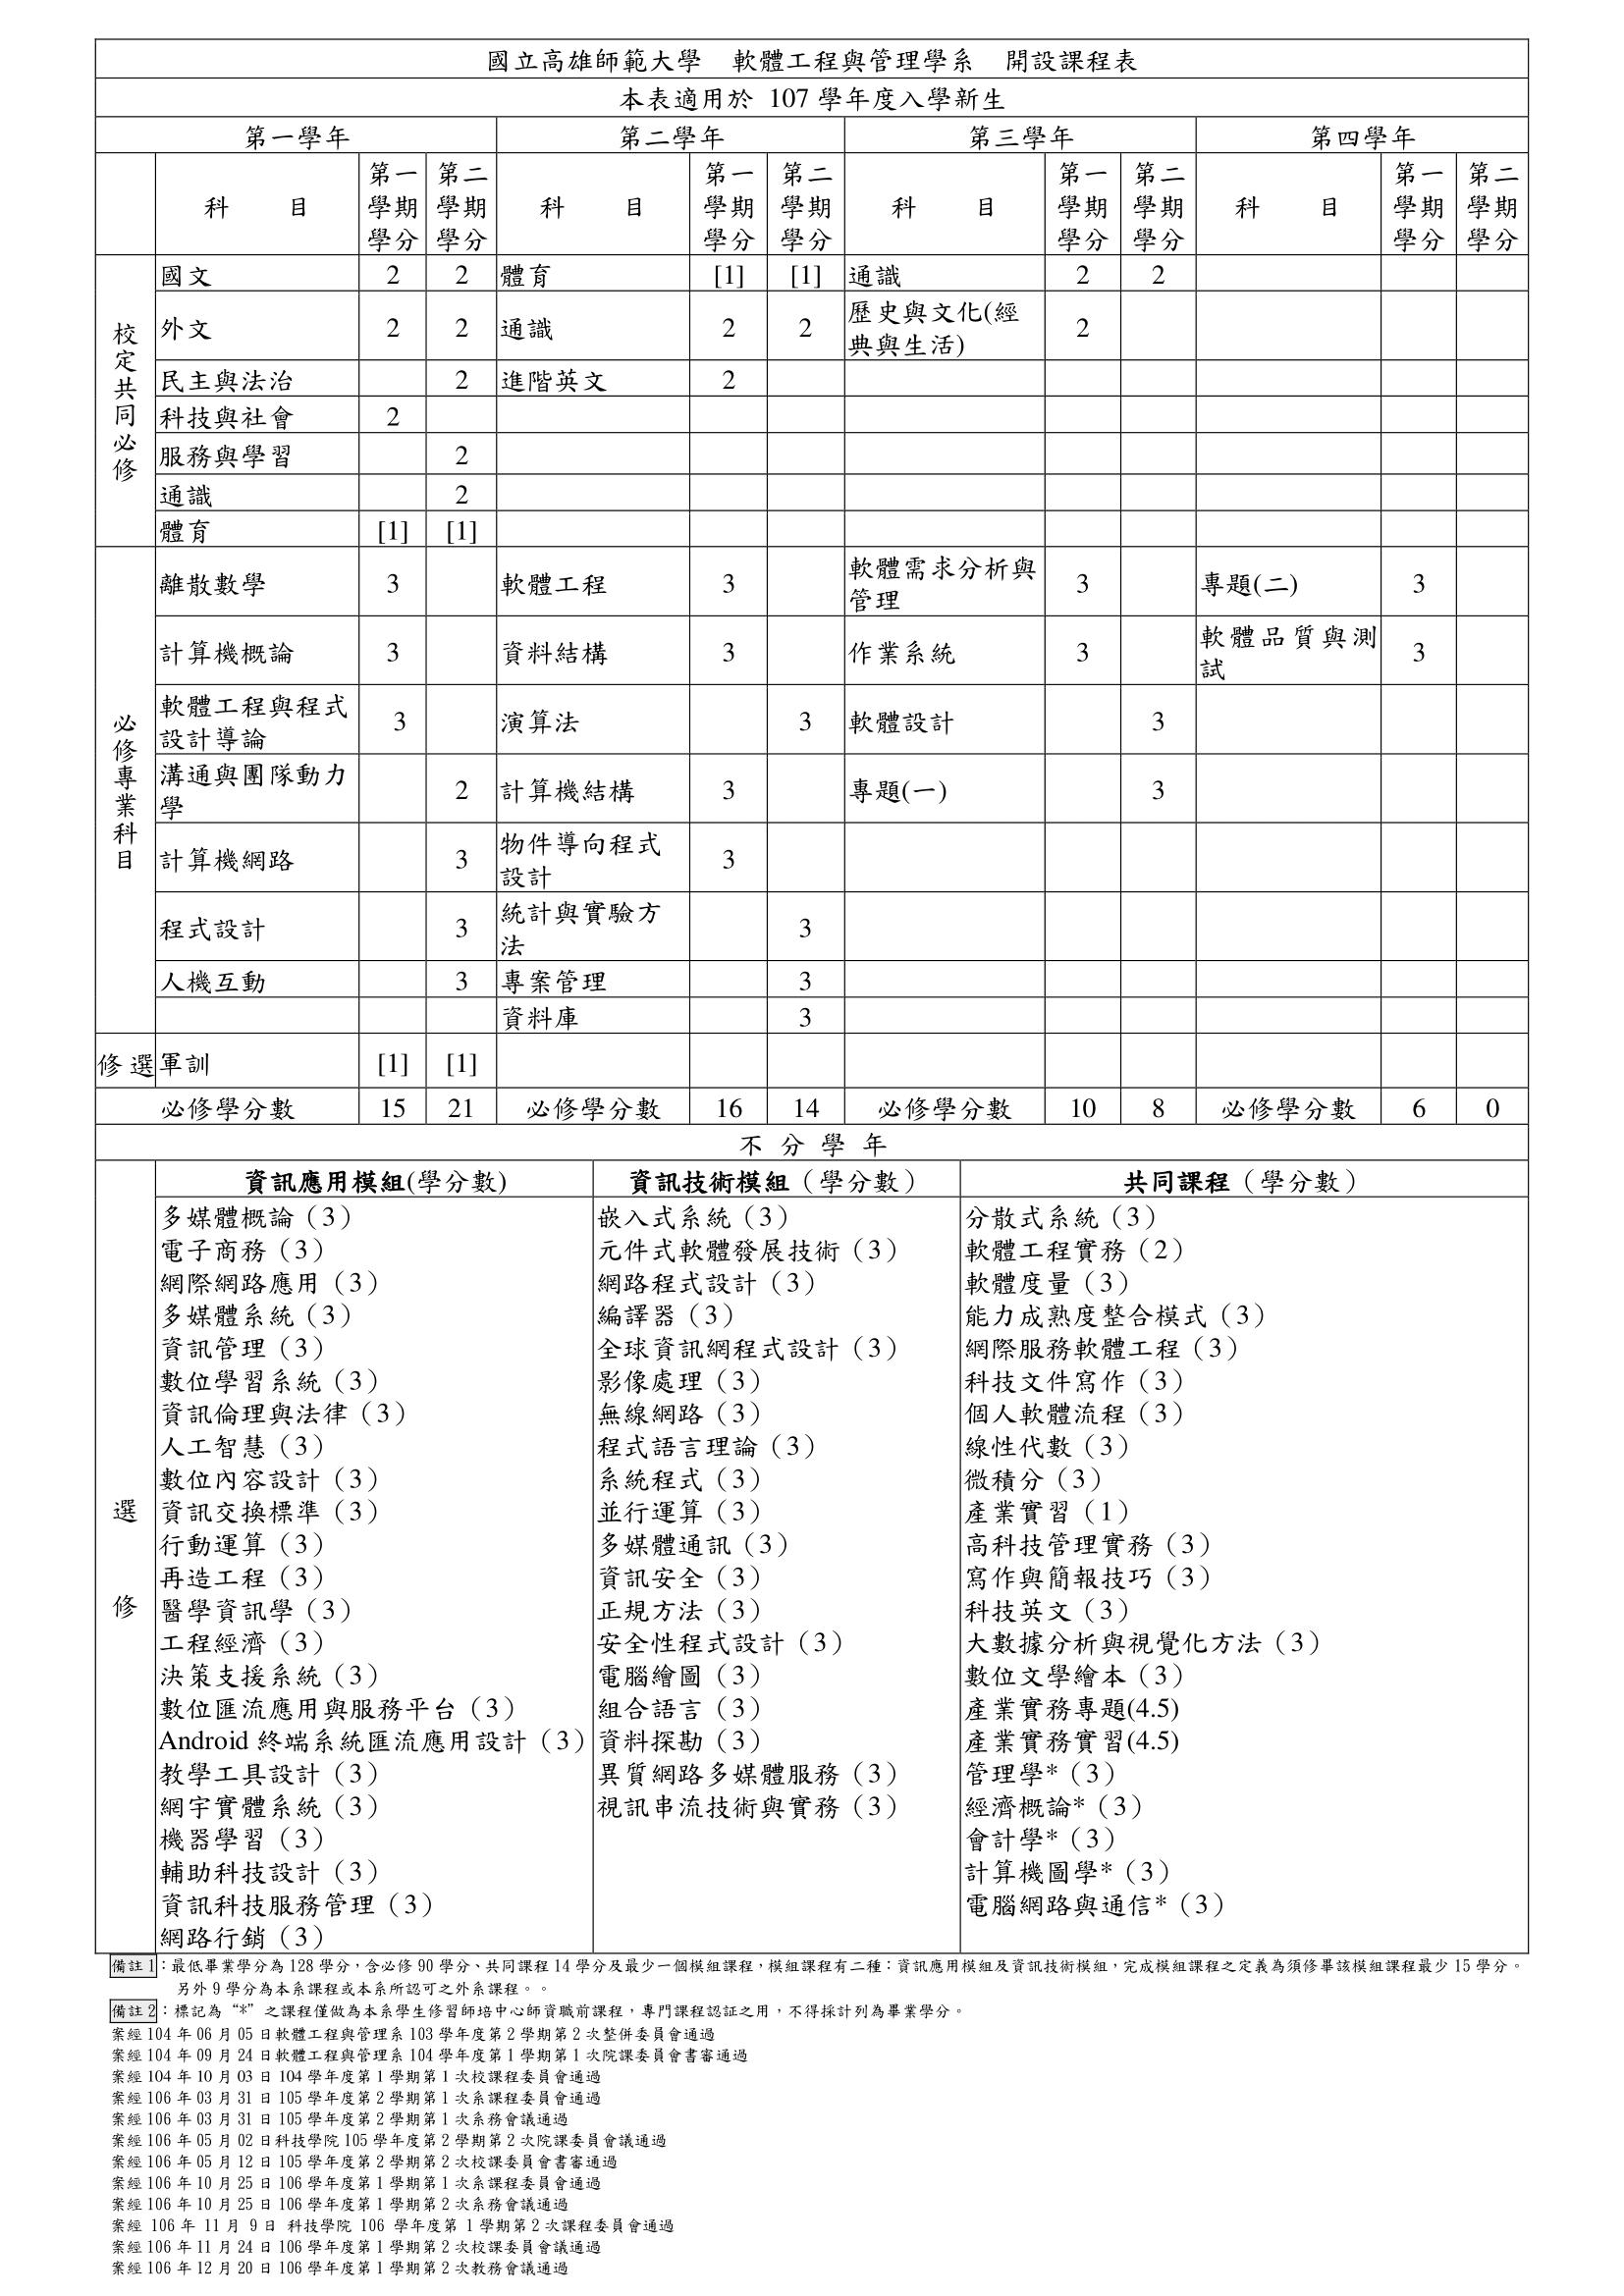 國立高雄師範大學 軟體工程與管理學系 開設課程表
本表適用於 107 學年度入學新生
第一學年 第二學年 第三學年 第四學年
科 目 第一學期學分 第二學期學分 科 目 第一學期學分 第二學期學分 科 目 第一學期學分 第二學期學分 科 目 第一學期學分 第二學期學分
校定共同必修
國文 2 2 體育 [1] [1] 通識 2 2
外文 2 2 通識 2 2 歷史與文化(經典與生活) 2
民主與法治 2 進階英文 2
科技與社會 2
服務與學習 2
通識 2
體育 [1] [1]
必修專業科目
離散數學 3 軟體工程 3 軟體需求分析與管理 3 專題(二) 3
計算機概論 3 資料結構 3 作業系統 3 軟體品質與測試 3
軟體工程與程式設計導論 3 演算法 3 軟體設計 3
溝通與團隊動力學 2 計算機結構 3 專題(一) 3
計算機網路 3 物件導向程式設計 3
程式設計 3 統計與實驗方法 3
人機互動 3 專案管理 3
資料庫 3
修選 軍訓 [1] [1]
必修學分數 15 21 必修學分數 16 14 必修學分數 10 8 必修學分數 6 0
不 分 學 年
選修
資訊應用模組(學分數)
多媒體概論（3）
電子商務（3）
網際網路應用（3）
多媒體系統（3）
資訊管理（3）
數位學習系統（3）
資訊倫理與法律（3）
人工智慧（3）
數位內容設計（3）
資訊交換標準（3）
行動運算（3）
再造工程（3）
醫學資訊學（3）
工程經濟（3）
決策支援系統（3）
數位匯流應用與服務平台（3）
Android 終端系統匯流應用設計（3）
教學工具設計（3）
網宇實體系統（3）
機器學習（3）
輔助科技設計（3）
資訊科技服務管理（3）
網路行銷（3）
資訊技術模組（學分數）
嵌入式系統（3）
元件式軟體發展技術（3）
網路程式設計（3）
編譯器（3）
全球資訊網程式設計（3）
影像處理（3）
無線網路（3）
程式語言理論（3）
系統程式（3）
並行運算（3）
多媒體通訊（3）
資訊安全（3）
正規方法（3）
安全性程式設計（3）
電腦繪圖（3）
組合語言（3）
資料探勘（3）
異質網路多媒體服務（3）
視訊串流技術與實務（3）
共同課程（學分數）
分散式系統（3）
軟體工程實務（2）
軟體度量（3）
能力成熟度整合模式（3）
網際服務軟體工程（3）
科技文件寫作（3）
個人軟體流程（3）
線性代數（3）
微積分（3）
產業實習（1）
高科技管理實務（3）
寫作與簡報技巧（3）
科技英文（3）
大數據分析與視覺化方法（3）
數位文學繪本（3）
產業實務專題(4.5)
產業實務實習(4.5)
管理學*（3）
經濟概論*（3）
會計學*（3）
計算機圖學*（3）
電腦網路與通信*（3）
備註 1：最低畢業學分為 128 學分，含必修 90 學分、共同課程 14 學分及最少一個模組課程，模組課程有二種：資訊應用模組及資訊技術模組，完成模組課程之定義為須修畢該模組課程最少 15 學分。
另外 9 學分為本系課程或本系所認可之外系課程。。
備註 2：標記為“*”之課程僅做為本系學生修習師培中心師資職前課程，專門課程認証之用，不得採計列為畢業學分。
案經 104 年 06 月 05 日軟體工程與管理系 103 學年度第 2 學期第 2 次整併委員會通過
案經 104 年 09 月 24 日軟體工程與管理系 104 學年度第 1 學期第 1 次院課委員會書審通過
案經 104 年 10 月 03 日 104 學年度第 1 學期第 1 次校課程委員會通過
案經 106 年 03 月 31 日 105 學年度第 2 學期第 1 次系課程委員會通過
案經 106 年 03 月 31 日 105 學年度第 2 學期第 1 次系務會議通過
案經 106 年 05 月 02 日科技學院 105 學年度第 2 學期第 2 次院課委員會議通過
案經 106 年 05 月 12 日 105 學年度第 2 學期第 2 次校課委員會書審通過
案經 106 年 10 月 25 日 106 學年度第 1 學期第 1 次系課程委員會通過
案經 106 年 10 月 25 日 106 學年度第 1 學期第 2 次系務會議通過
案經 106 年 11 月 9 日 科技學院 106 學年度第 1 學期第 2 次課程委員會通過
案經 106 年 11 月 24 日 106 學年度第 1 學期第 2 次校課委員會議通過
案經 106 年 12 月 20 日 106 學年度第 1 學期第 2 次教務會議通過